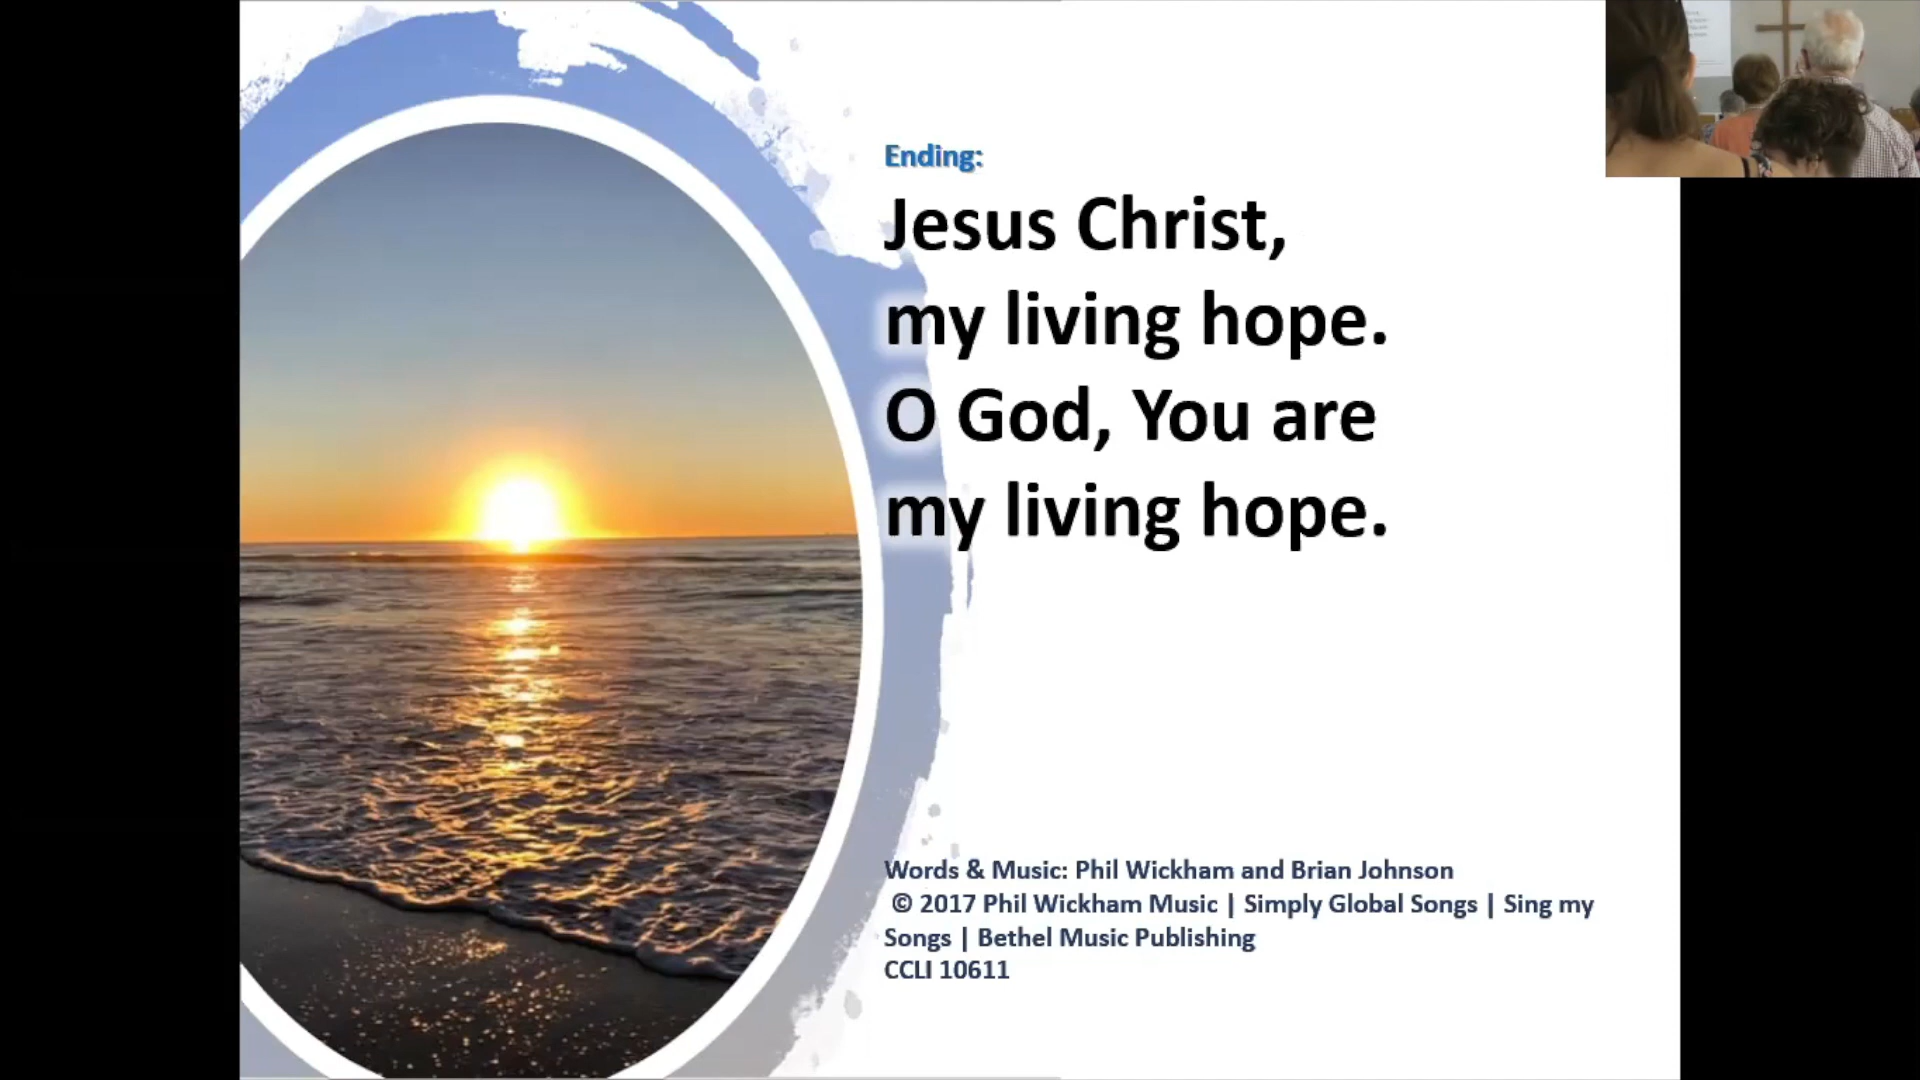 Ending:
Jesus Christ,
my living hope.
O God, You are
my living hope.
Words & Music: Phil Wickham and Brian Johnson
© 2017 Phil Wickham Music | Simply Global Songs | Sing my
Songs | Bethel Music Publishing
CCLI 10611